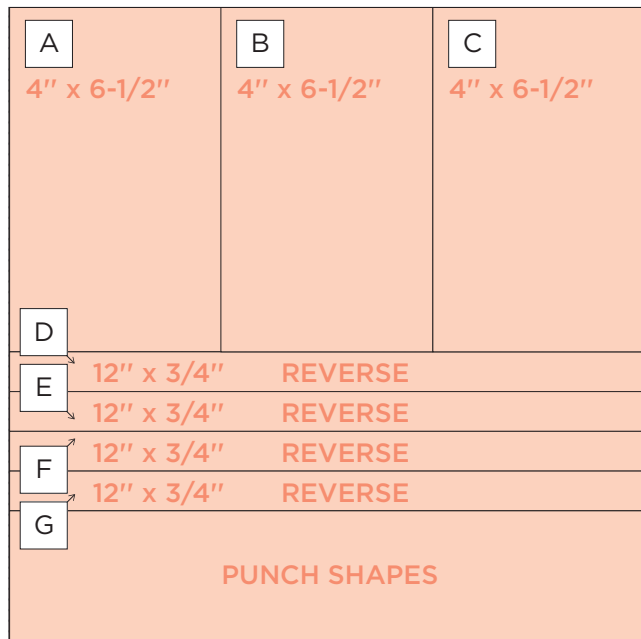 A B C
4" x 6-1/2" 4" x 6-1/2" 4" x 6-1/2"
D
12" x 3/4" REVERSE
E
12" x 3/4" REVERSE
12" x 3/4" REVERSE
F
12" x 3/4" REVERSE
G
PUNCH SHAPES